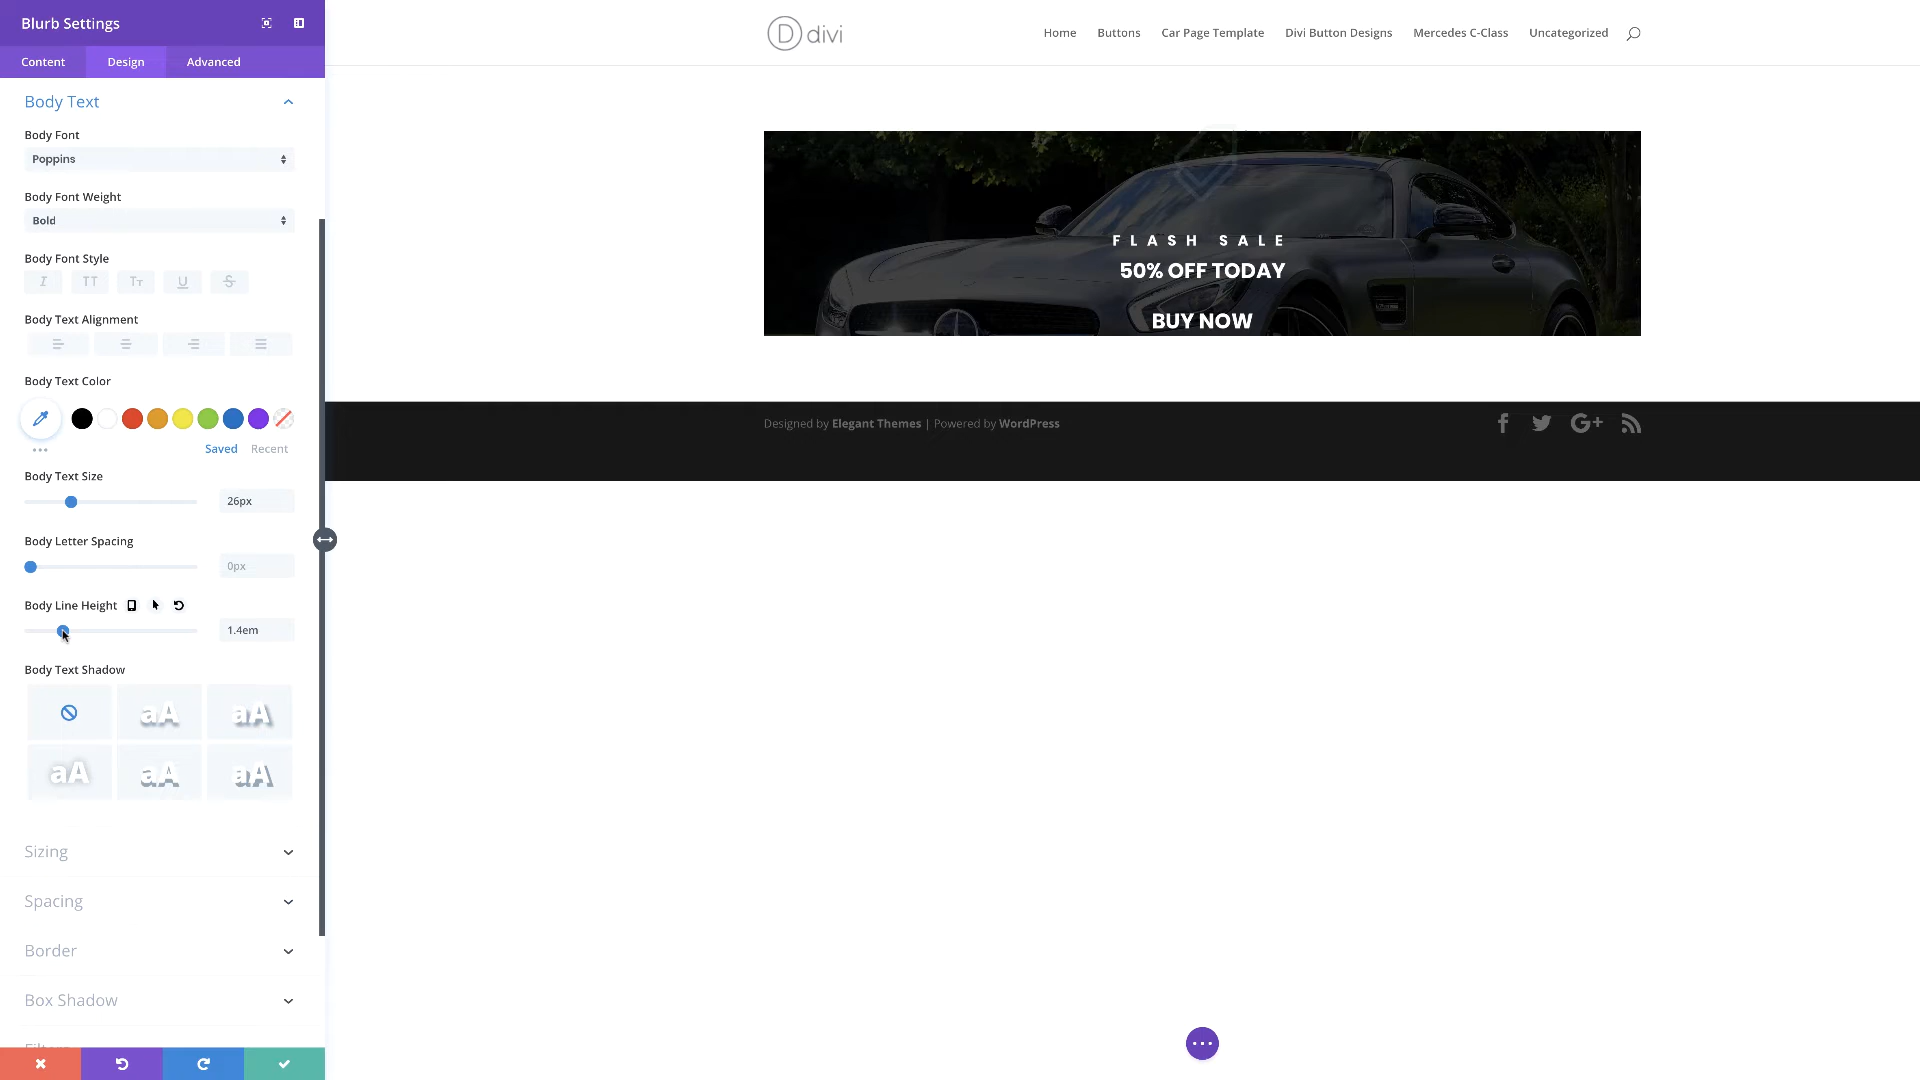 Blurb Settings
Content Design Advanced
Body Text
Body Font
Poppins
Body Font Weight
Bold
Body Font Style
I TT Tт U S
Body Text Alignment
Body Text Color
Saved Recent
Body Text Size
26px
Body Letter Spacing
0px
Body Line Height
1.4em
Body Text Shadow
aA aA
aA aA aA
Sizing
Spacing
Border
Box Shadow
Filters
D divi
Home Buttons Car Page Template Divi Button Designs Mercedes C-Class Uncategorized
FLASH SALE
50% OFF TODAY
BUY NOW
Designed by Elegant Themes | Powered by WordPress